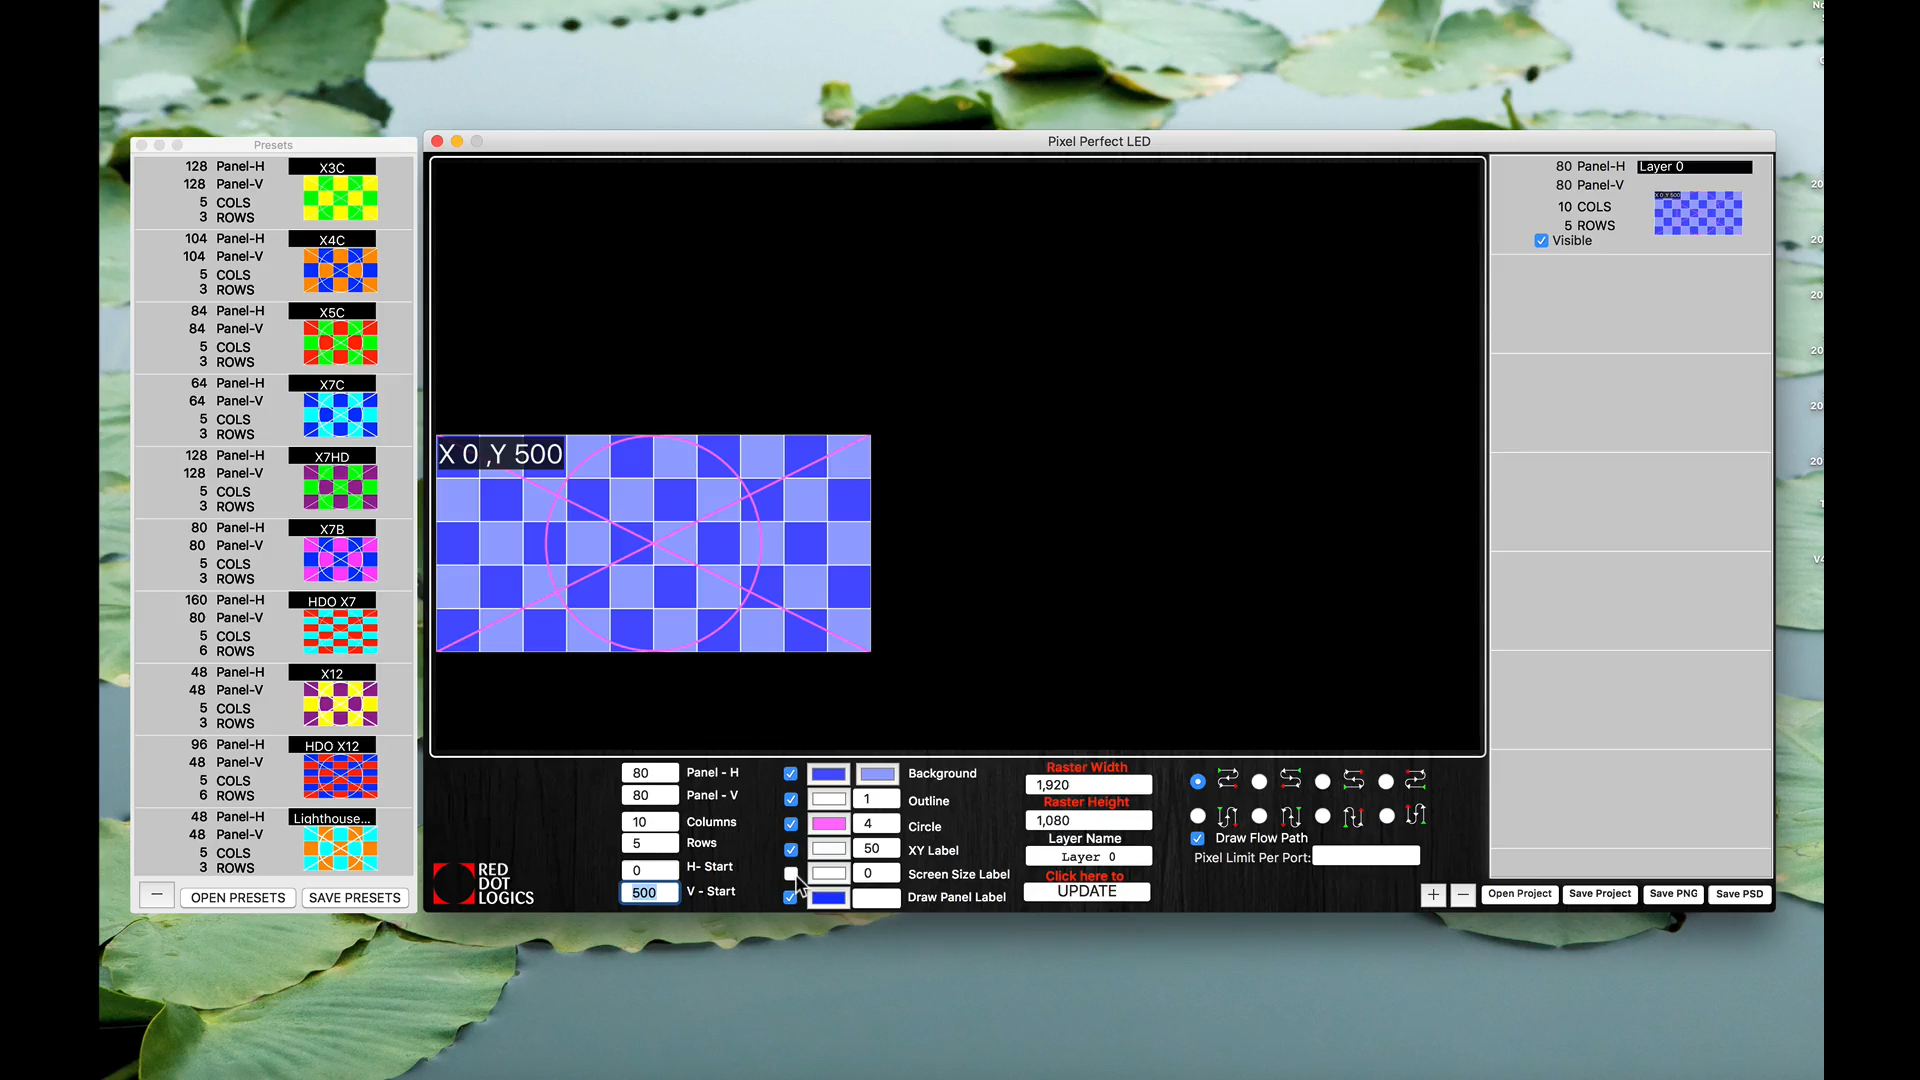 Presets
128 Panel-H X3C
128 Panel-V
5 COLS
3 ROWS
104 Panel-H X4C
104 Panel-V
5 COLS
3 ROWS
84 Panel-H X5C
84 Panel-V
5 COLS
3 ROWS
64 Panel-H X7C
64 Panel-V
5 COLS
3 ROWS
128 Panel-H X7HD
128 Panel-V
5 COLS
3 ROWS
80 Panel-H X7B
80 Panel-V
5 COLS
3 ROWS
160 Panel-H HDO X7
80 Panel-V
5 COLS
6 ROWS
48 Panel-H X12
48 Panel-V
5 COLS
3 ROWS
96 Panel-H HDO X12
48 Panel-V
5 COLS
6 ROWS
48 Panel-H Lighthouse...
48 Panel-V
5 COLS
3 ROWS
OPEN PRESETS SAVE PRESETS
Pixel Perfect LED
X 0 ,Y 500
80 Panel-H Layer 0
80 Panel-V
10 COLS
5 ROWS
Visible
X 0 ,Y 500
RED
DOT
LOGICS
80 Panel - H
80 Panel - V
10 Columns
5 Rows
0 H- Start
500 V - Start
Background
1 Outline
4 Circle
50 XY Label
0 Screen Size Label
Draw Panel Label
Raster Width
1,920
Raster Height
1,080
Layer Name
Layer 0
Click here to
UPDATE
Draw Flow Path
Pixel Limit Per Port:
+ − Open Project Save Project Save PNG Save PSD